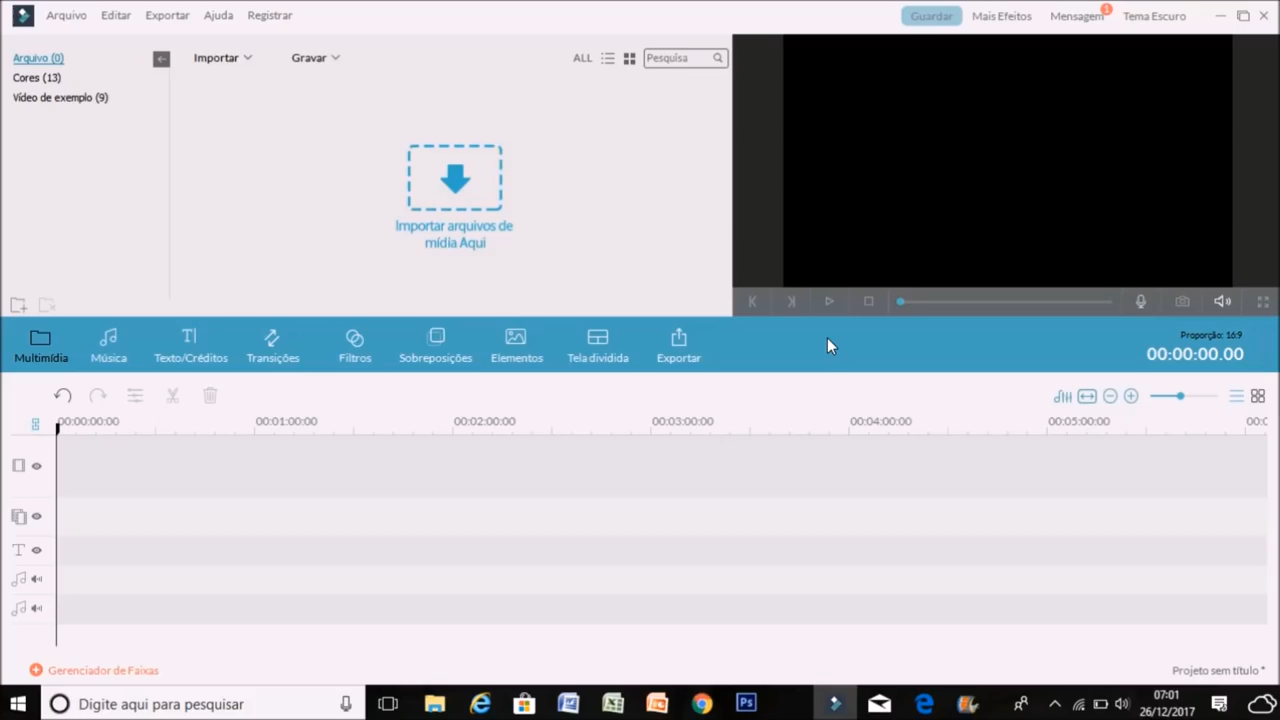 Arquivo Editar Exportar Ajuda Registrar Guardar Mais Efeitos Mensagem 1 Tema Escuro
Arquivo (0) Importar Gravar ALL Pesquisa
Cores (13)
Vídeo de exemplo (9)
Importar arquivos de
mídia Aqui
Multimídia Música Texto/Créditos Transições Filtros Sobreposições Elementos Tela dividida Exportar
Proporção: 16:9
00:00:00.00
00:00:00:00 00:01:00:00 00:02:00:00 00:03:00:00 00:04:00:00 00:05:00:00
Gerenciador de Faixas Projeto sem título *
Digite aqui para pesquisar Ps 07:01
26/12/2017